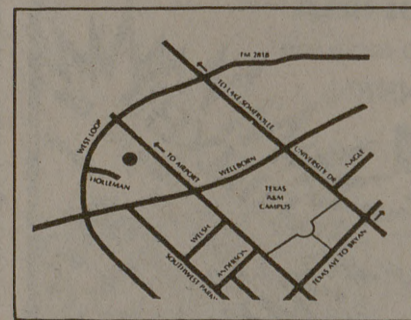 FM 2818
TO LAKE SOMERVILLE
WEST LOOP
TO AIRPORT
WELLBORN
UNIVERSITY DR
NAGLE
HOLLEMAN
TEXAS
A&M
CAMPUS
WELSH
ANDERSON
SOUTHWEST PARKWAY
TEXAS AVE TO BRYAN